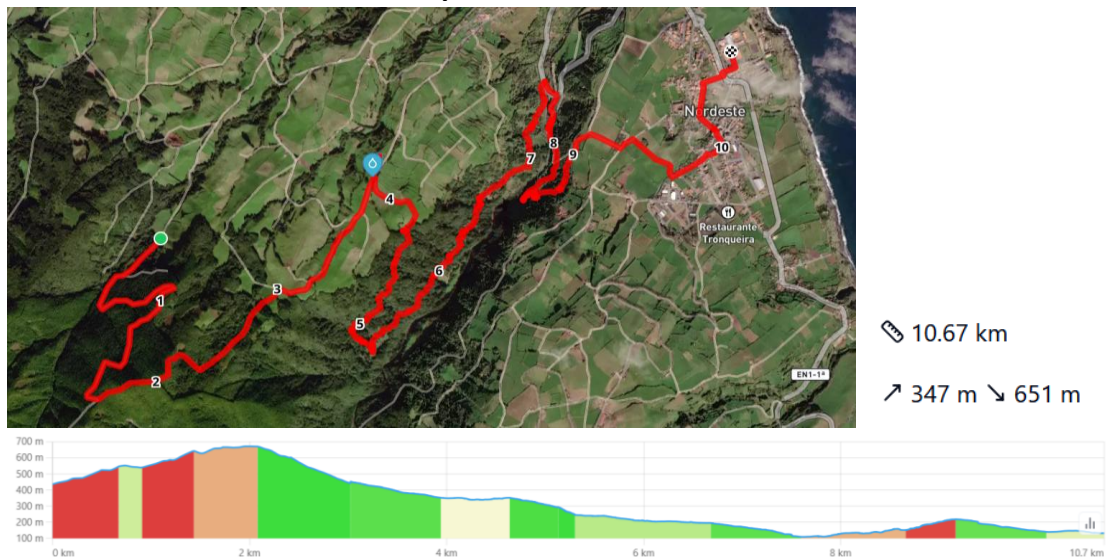 Nordeste
7
8
9
10
4
Restaurante
Tronqueira
6
3
1
5
2
EN1-1ª
10.67 km
347 m 651 m
700 m
600 m
500 m
400 m
300 m
200 m
100 m
0 km
2 km
4 km
6 km
8 km
10.7 km